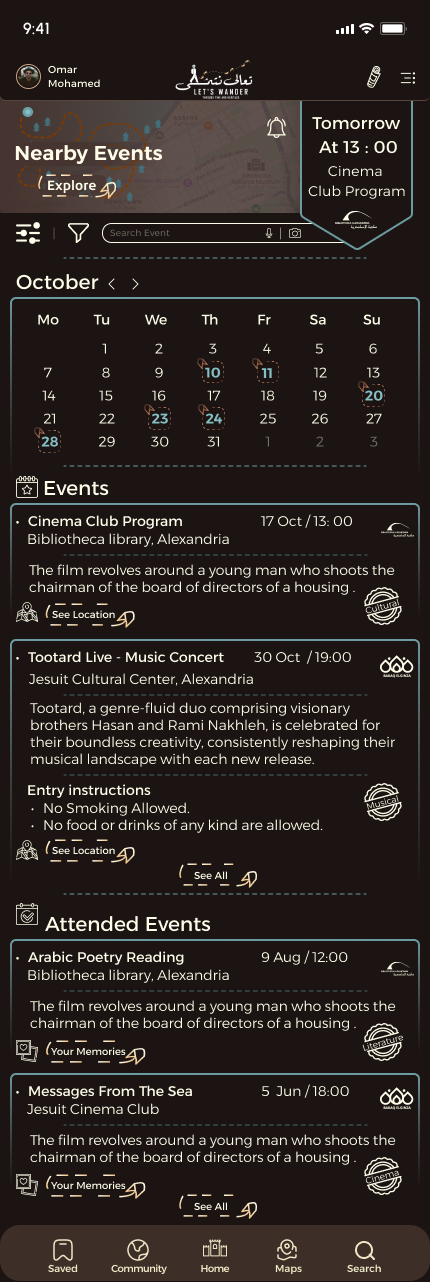 9:41
Omar
Mohamed
تعالى نتمشى
LET'S WANDER
Nearby Events
Explore
Tomorrow
At 13 : 00
Cinema
Club Program
Search Event
October
Mo Tu We Th Fr Sa Su
1 2 3 4 5 6
7 8 9 10 11 12 13
14 15 16 17 18 19 20
21 22 23 24 25 26 27
28 29 30 31 1 2 3
Events
• Cinema Club Program 17 Oct / 13: 00
Bibliotheca library, Alexandria
The film revolves around a young man who shoots the
chairman of the board of directors of a housing .
See Location
Cultural
• Tootard Live - Music Concert 30 Oct / 19:00
BARAQ ELGINZA
Jesuit Cultural Center, Alexandria
Tootard, a genre-fluid duo comprising visionary
brothers Hasan and Rami Nakhleh, is celebrated for
their boundless creativity, consistently reshaping their
musical landscape with each new release.
Entry instructions
• No Smoking Allowed.
• No food or drinks of any kind are allowed.
Musical
See Location
See All
Attended Events
• Arabic Poetry Reading 9 Aug / 12:00
Bibliotheca library, Alexandria
The film revolves around a young man who shoots the
chairman of the board of directors of a housing .
Your Memories
Literature
• Messages From The Sea 5 Jun / 18:00
BARAQ ELGINZA
Jesuit Cinema Club
The film revolves around a young man who shoots the
chairman of the board of directors of a housing .
Your Memories
Cinema
See All
Saved Community Home Maps Search